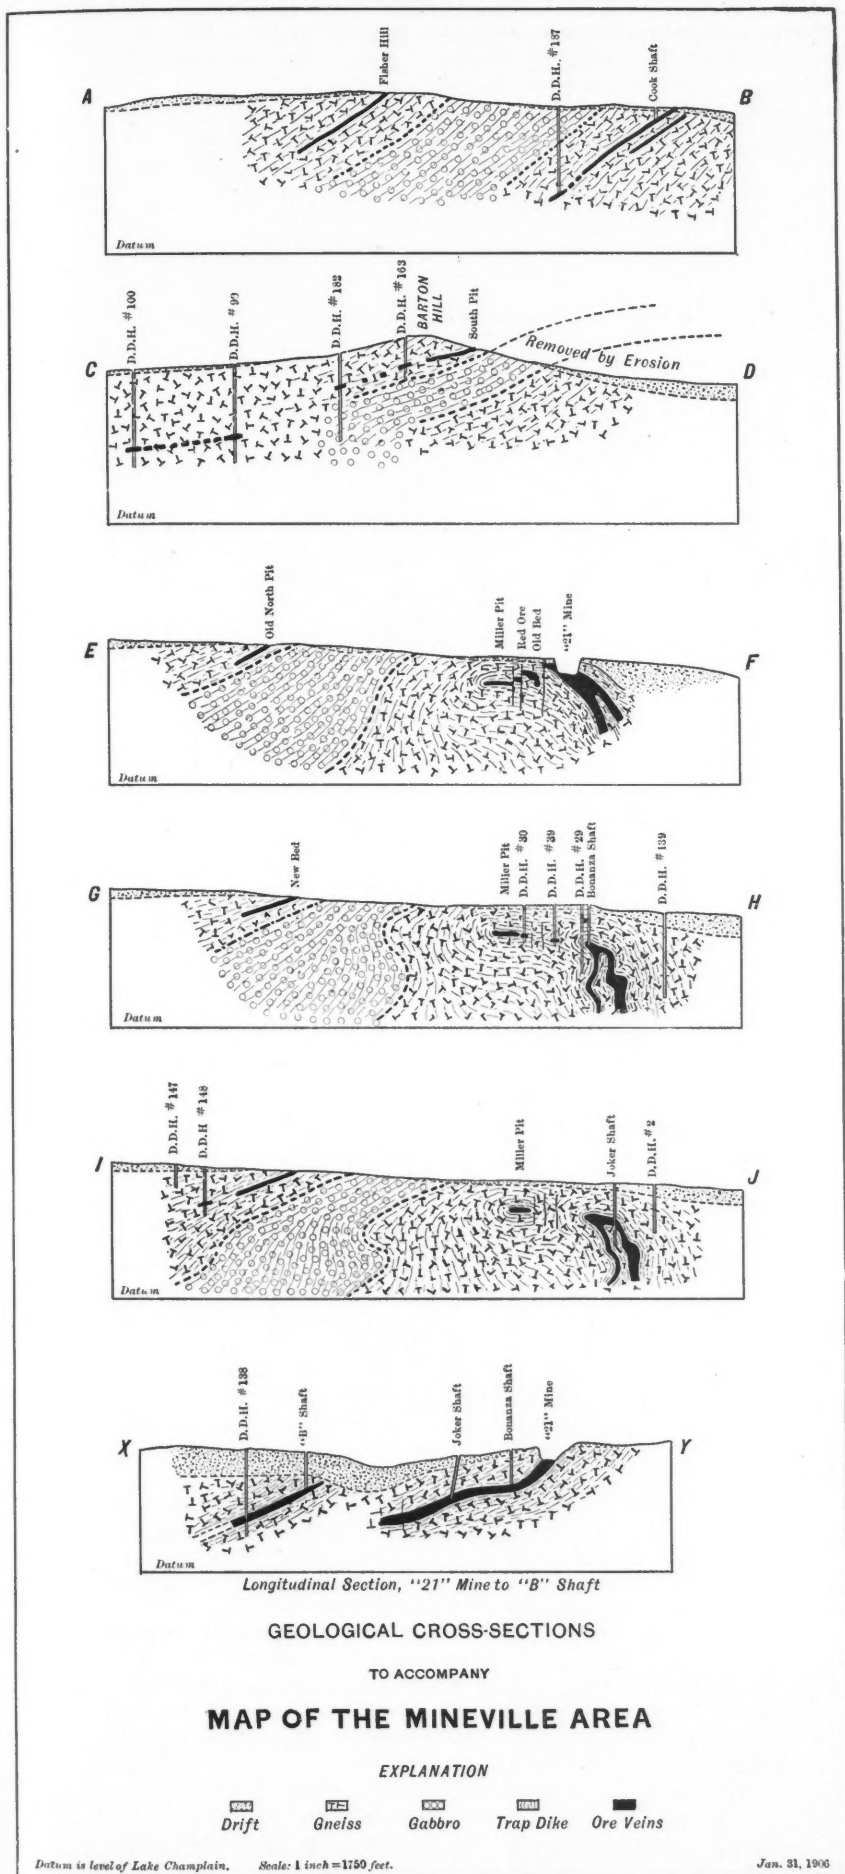 A
Fisher Hill
D.D.H. #187
Cook Shaft
B
Datum
C
D.D.H. #100
D.D.H. #99
D.D.H. #182
D.D.H. #163
BARTON
HILL
South Pit
Removed by Erosion
D
Datum
E
Old North Pit
Miller Pit
Red Ore
Old Bed
"21" Mine
F
Datum
G
New Bed
Miller Pit
D.D.H. #30
D.D.H. #39
D.D.H. #29
Bonanza Shaft
D.D.H. #139
H
Datum
I
D.D.H. #147
D.D.H #148
Miller Pit
Joker Shaft
D.D.H. #2
J
Datum
X
D.D.H. #138
"B" Shaft
Joker Shaft
Bonanza Shaft
"21" Mine
Y
Datum
Longitudinal Section, "21" Mine to "B" Shaft
GEOLOGICAL CROSS-SECTIONS
TO ACCOMPANY
MAP OF THE MINEVILLE AREA
EXPLANATION
Drift Gneiss Gabbro Trap Dike Ore Veins
Datum is level of Lake Champlain. Scale: 1 inch=1750 feet. Jan. 31, 1906